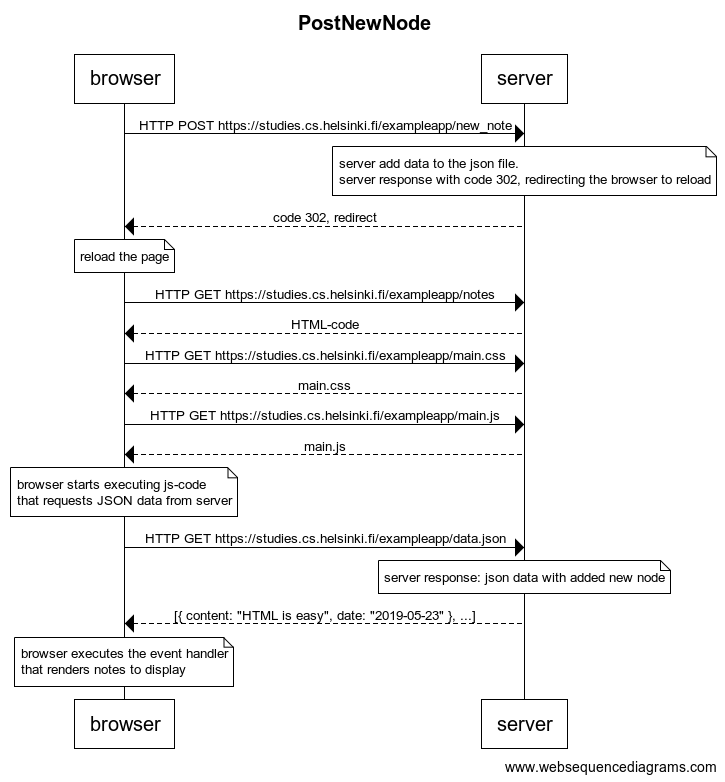 PostNewNode
browser
server
HTTP POST https://studies.cs.helsinki.fi/exampleapp/new_note
server add data to the json file.
server response with code 302, redirecting the browser to reload
code 302, redirect
reload the page
HTTP GET https://studies.cs.helsinki.fi/exampleapp/notes
HTML-code
HTTP GET https://studies.cs.helsinki.fi/exampleapp/main.css
main.css
HTTP GET https://studies.cs.helsinki.fi/exampleapp/main.js
main.js
browser starts executing js-code
that requests JSON data from server
HTTP GET https://studies.cs.helsinki.fi/exampleapp/data.json
server response: json data with added new node
[{ content: "HTML is easy", date: "2019-05-23" }, ...]
browser executes the event handler
that renders notes to display
browser
server
www.websequencediagrams.com